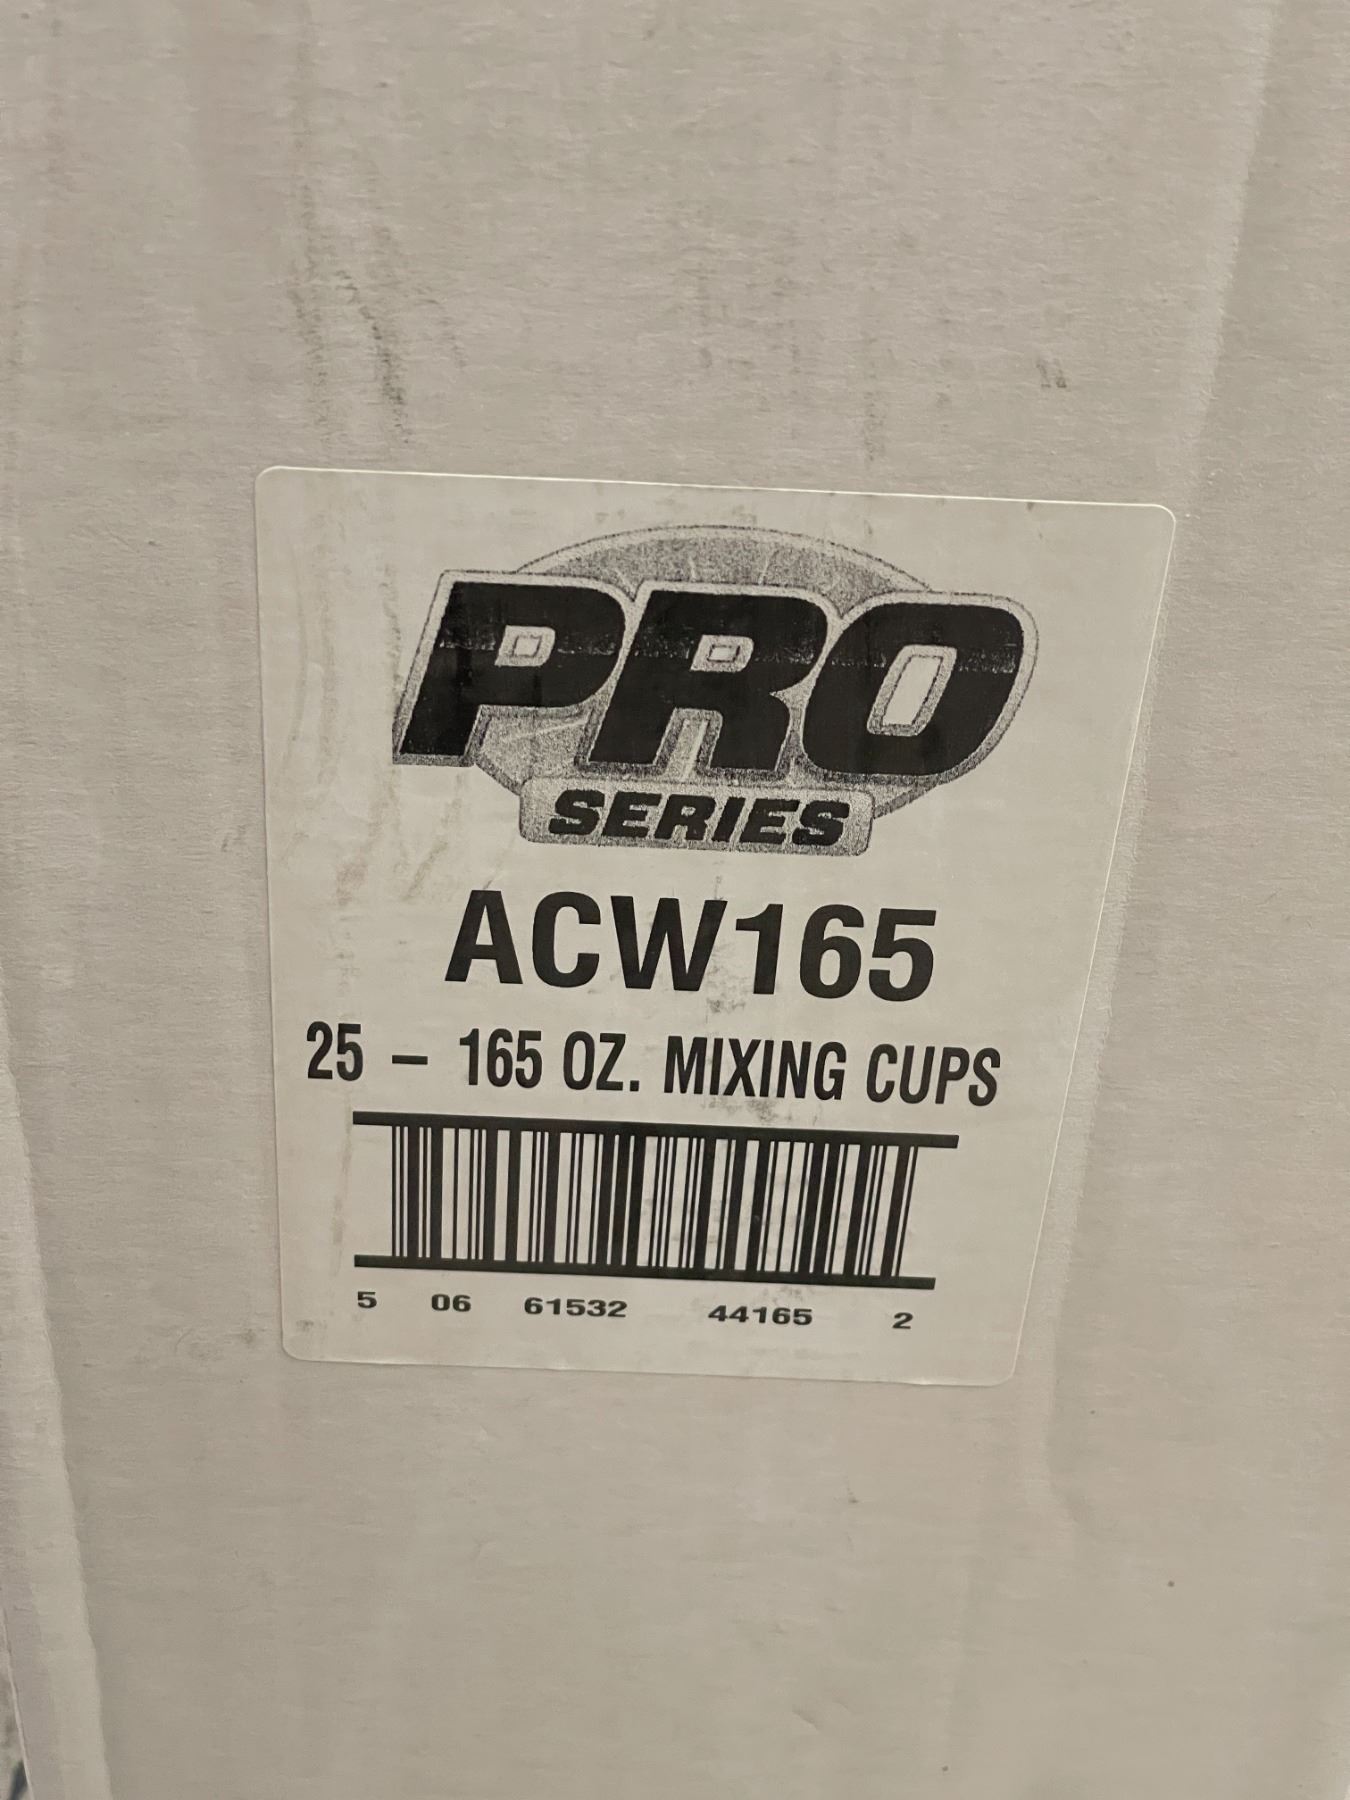 PRO
SERIES
ACW165
25 – 165 OZ. MIXING CUPS
5 06 61532 44165 2